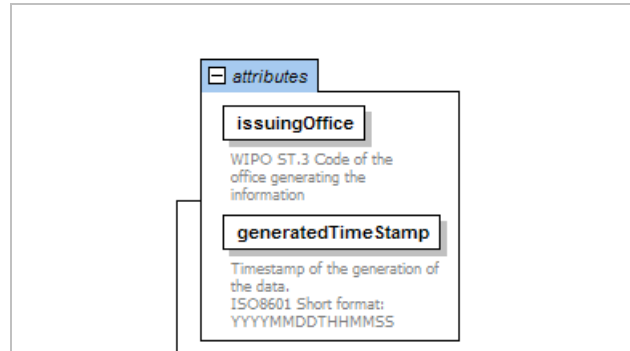 attributes
issuingOffice
WIPO ST.3 Code of the
office generating the
information
generatedTimeStamp
Timestamp of the generation of
the data.
ISO8601 Short format:
YYYYMMDDTHHMMSS